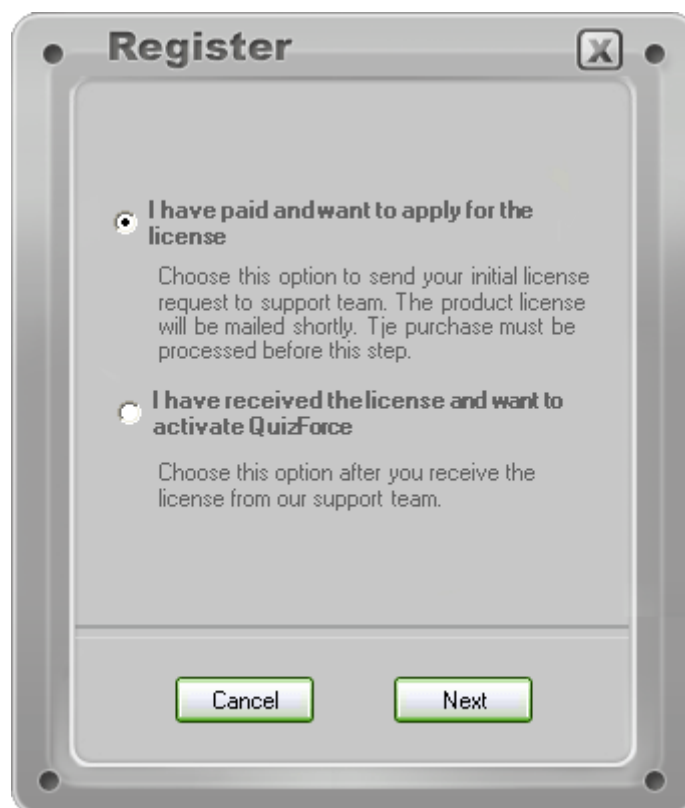 Register
X
I have paid and want to apply for the
license
Choose this option to send your initial license
request to support team. The product license
will be mailed shortly. Tje purchase must be
processed before this step.
I have received the license and want to
activate QuizForce
Choose this option after you receive the
license from our support team.
Cancel
Next